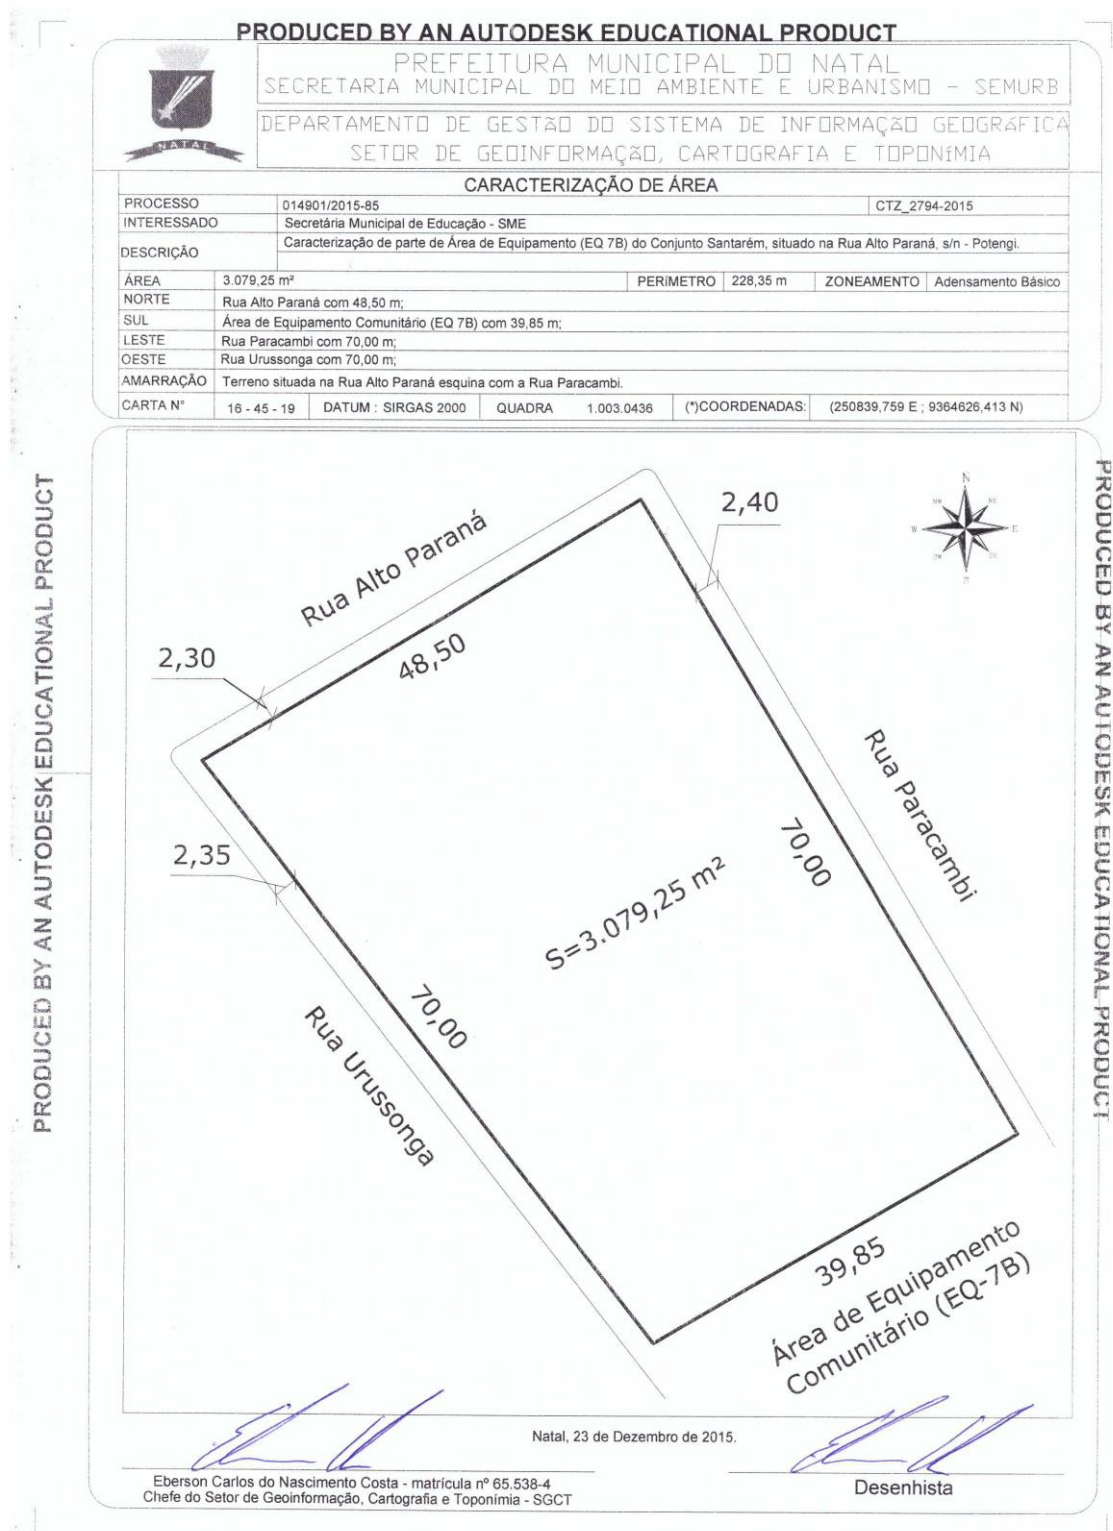 PRODUCED BY AN AUTODESK EDUCATIONAL PRODUCT
PREFEITURA MUNICIPAL DO NATAL
SECRETARIA MUNICIPAL DO MEIO AMBIENTE E URBANISMO - SEMURB
NATAL
DEPARTAMENTO DE GESTÃO DO SISTEMA DE INFORMAÇÃO GEOGRÁFICA
SETOR DE GEOINFORMAÇÃO, CARTOGRAFIA E TOPONÍMIA
CARACTERIZAÇÃO DE ÁREA
PROCESSO 014901/2015-85 CTZ_2794-2015
INTERESSADO Secretária Municipal de Educação - SME
DESCRIÇÃO Caracterização de parte de Área de Equipamento (EQ 7B) do Conjunto Santarém, situado na Rua Alto Paraná, s/n - Potengi.
ÁREA 3.079,25 m² PERÍMETRO 228,35 m ZONEAMENTO Adensamento Básico
NORTE Rua Alto Paraná com 48,50 m;
SUL Área de Equipamento Comunitário (EQ 7B) com 39,85 m;
LESTE Rua Paracambi com 70,00 m;
OESTE Rua Urussonga com 70,00 m;
AMARRAÇÃO Terreno situada na Rua Alto Paraná esquina com a Rua Paracambi.
CARTA N° 16 - 45 - 19 DATUM : SIRGAS 2000 QUADRA 1.003.0436 (*)COORDENADAS: (250839,759 E ; 9364626,413 N)
PRODUCED BY AN AUTODESK EDUCATIONAL PRODUCT
PRODUCED BY AN AUTODESK EDUCATIONAL PRODUCT
N
NW NE
W E
2,40
Rua Alto Paraná
48,50
2,30
Rua Paracambi
70,00
2,35
S=3.079,25 m²
70,00
Rua Urussonga
39,85
Área de Equipamento
Comunitário (EQ-7B)
Natal, 23 de Dezembro de 2015.
Eberson Carlos do Nascimento Costa - matrícula nº 65.538-4
Chefe do Setor de Geoinformação, Cartografia e Toponímia - SGCT
Desenhista